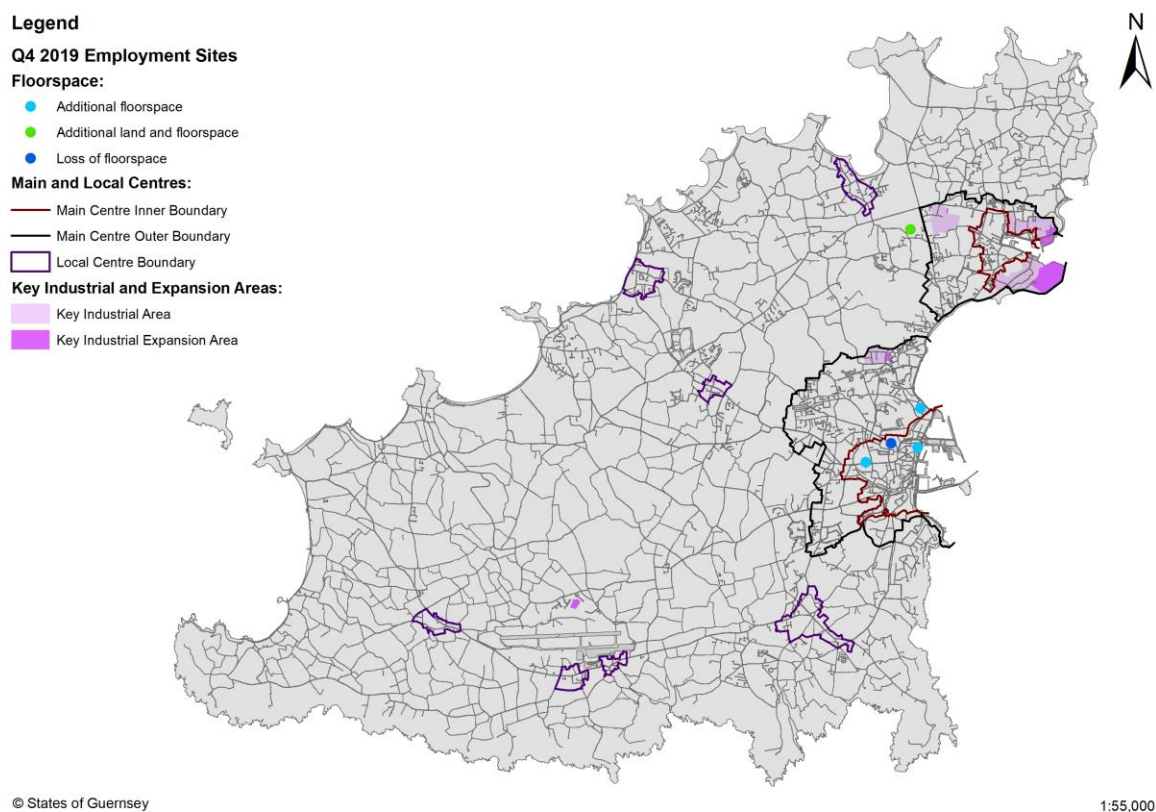 Legend
N
Q4 2019 Employment Sites
Floorspace:
Additional floorspace
Additional land and floorspace
Loss of floorspace
Main and Local Centres:
Main Centre Inner Boundary
Main Centre Outer Boundary
Local Centre Boundary
Key Industrial and Expansion Areas:
Key Industrial Area
Key Industrial Expansion Area
© States of Guernsey
1:55,000